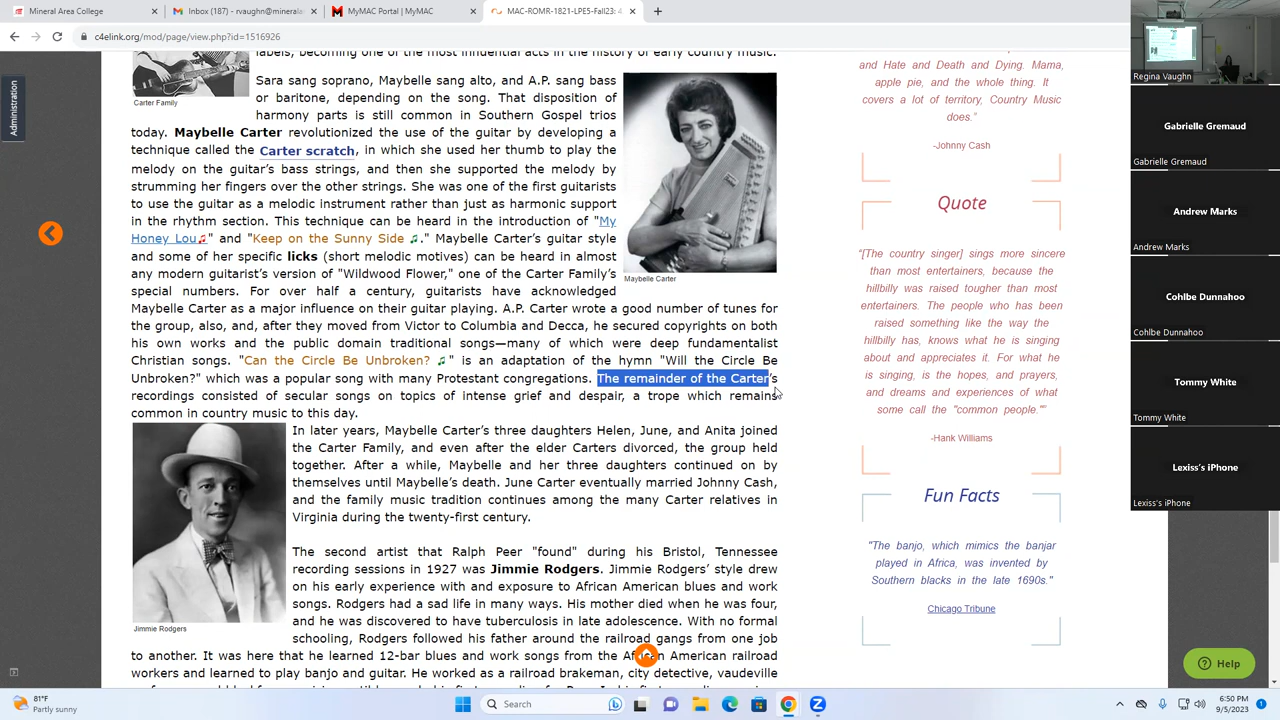 Mineral Area College
Inbox (187) - rvaughn@mineralar
MyMAC Portal | MyMAC
MAC-ROMR-1821-LPE5-Fall23: 4
c4elink.org/mod/page/view.php?id=1516926
Administration
labels, becoming one of the most influential acts in the history of early country music.
Carter Family
Sara sang soprano, Maybelle sang alto, and A.P. sang bass
or baritone, depending on the song. That disposition of
harmony parts is still common in Southern Gospel trios
today. Maybelle Carter revolutionized the use of the guitar by developing a
technique called the Carter scratch, in which she used her thumb to play the
melody on the guitar's bass strings, and then she supported the melody by
strumming her fingers over the other strings. She was one of the first guitarists
to use the guitar as a melodic instrument rather than just as harmonic support
in the rhythm section. This technique can be heard in the introduction of "My
Honey Lou" and "Keep on the Sunny Side." Maybelle Carter's guitar style
and some of her specific licks (short melodic motives) can be heard in almost
any modern guitarist's version of "Wildwood Flower," one of the Carter Family's
special numbers. For over half a century, guitarists have acknowledged
Maybelle Carter as a major influence on their guitar playing. A.P. Carter wrote a good number of tunes for
the group, also, and, after they moved from Victor to Columbia and Decca, he secured copyrights on both
his own works and the public domain traditional songs—many of which were deep fundamentalist
Christian songs. "Can the Circle Be Unbroken?" is an adaptation of the hymn "Will the Circle Be
Unbroken?" which was a popular song with many Protestant congregations. The remainder of the Carter's
recordings consisted of secular songs on topics of intense grief and despair, a trope which remains
common in country music to this day.
Maybelle Carter
In later years, Maybelle Carter's three daughters Helen, June, and Anita joined
the Carter Family, and even after Sara and A.P. Carter divorced, the group held
together. After a while, Maybelle and her three daughters continued on by
themselves until Maybelle's death. June Carter eventually married Johnny Cash,
and the family music tradition continues among the many Carter relatives in
Virginia during the twenty-first century.
The second artist that Ralph Peer "found" during his Bristol, Tennessee
recording sessions in 1927 was Jimmie Rodgers. Jimmie Rodgers' style drew
on his early experience with and exposure to African American blues and work
songs. Rodgers had a sad life in many ways. His mother died when he was four,
and he was discovered to have tuberculosis in late adolescence. With no formal
schooling, Rodgers followed his father around the railroad gangs from one job
to another. It was here that he learned 12-bar blues and work songs from the African American railroad
workers and learned to play banjo and guitar. He worked as a railroad brakeman, city detective, vaudeville
Jimmie Rodgers
and Hate and Death and Dying. Mama,
apple pie, and the whole thing. It
covers a lot of territory, Country Music
does."
-Johnny Cash
Quote
"[The country singer] sings more sincere
than most entertainers, because the
hillbilly was raised tougher than most
entertainers. The people who has been
raised something like the way the
hillbilly has, knows what he is singing
about and appreciates it. For what he
is singing, is the hopes, and prayers,
and dreams and experiences of what
some call the "common people.""
-Hank Williams
Fun Facts
"The banjo, which mimics the banjar
played in Africa, was invented by
Southern blacks in the late 1690s."
Chicago Tribune
Help
Regina Vaughn
Gabrielle Gremaud
Gabrielle Gremaud
Andrew Marks
Andrew Marks
Cohlbe Dunnahoo
Cohlbe Dunnahoo
Tommy White
Tommy White
Lexiss's iPhone
Lexiss's iPhone
81°F
Partly sunny
Search
6:50 PM
9/5/2023
1